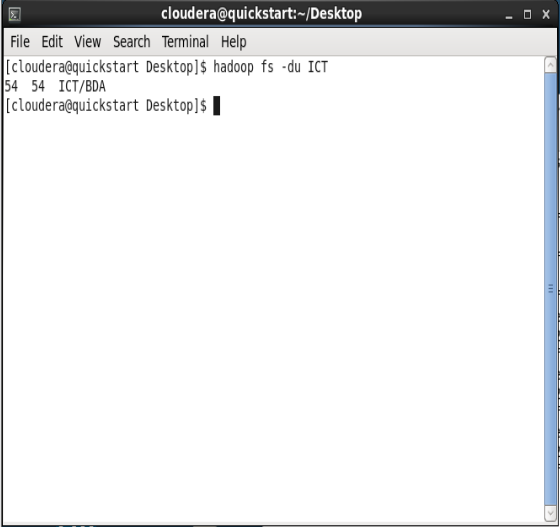 cloudera@quickstart:~/Desktop
File Edit View Search Terminal Help
[cloudera@quickstart Desktop]$ hadoop fs -du ICT
54  54  ICT/BDA
[cloudera@quickstart Desktop]$